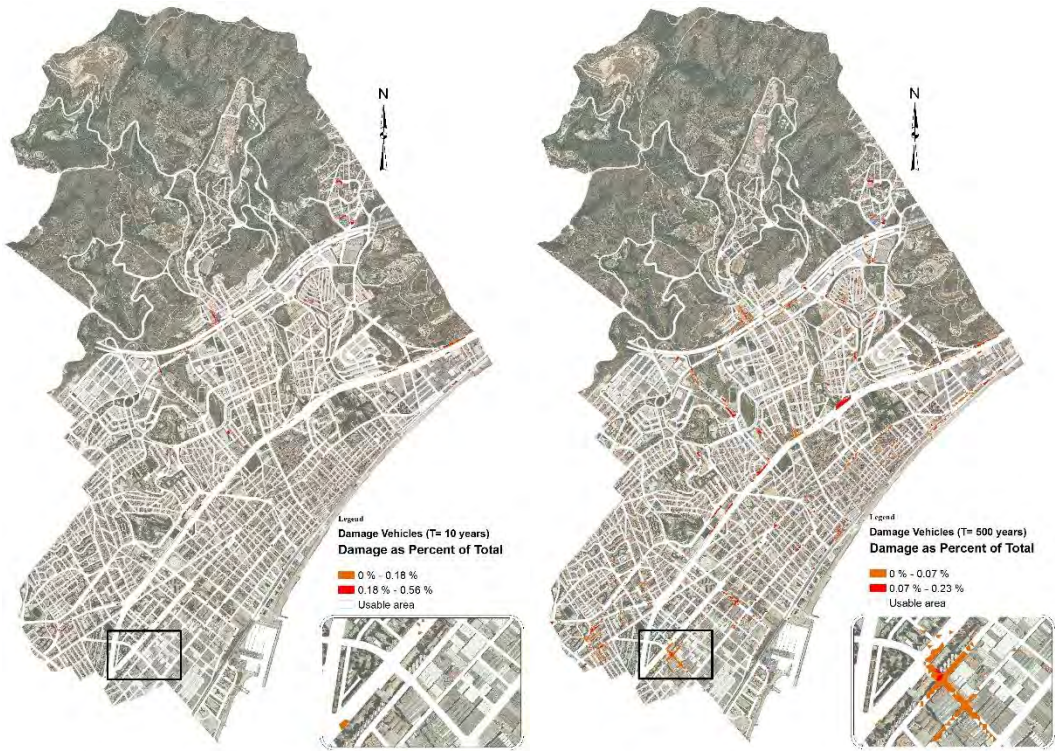 N
Legend
Damage Vehicles (T= 10 years)
Damage as Percent of Total
0 % - 0.18 %
0.18 % - 0.56 %
Usable area
N
Legend
Damage Vehicles (T= 500 years)
Damage as Percent of Total
0 % - 0.07 %
0.07 % - 0.23 %
Usable area